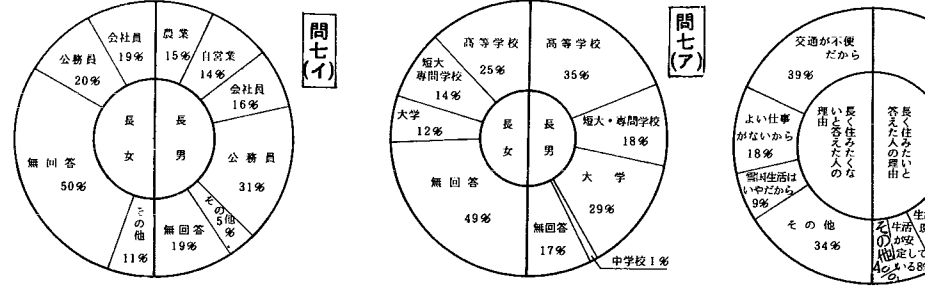 問七(イ)
農業
15%
自営業
14%
会社員
16%
公務員
31%
その他
5%
無回答
19%
会社員
19%
公務員
20%
無回答
50%
その他
11%
長女
長男
問七(ア)
高等学校
35%
短大・専門学校
18%
大学
29%
中学校1%
無回答
17%
高等学校
25%
短大
専門学校
14%
大学
12%
無回答
49%
長女
長男
交通が不便
だから
39%
よい仕事
がないから
18%
雪国生活は
いやだから
9%
その他
34%
長く住みたくな
いと答えた人の
理由
長く住みたいと
答えた人の理由
その他
4%
生活が安
定して
いる8%